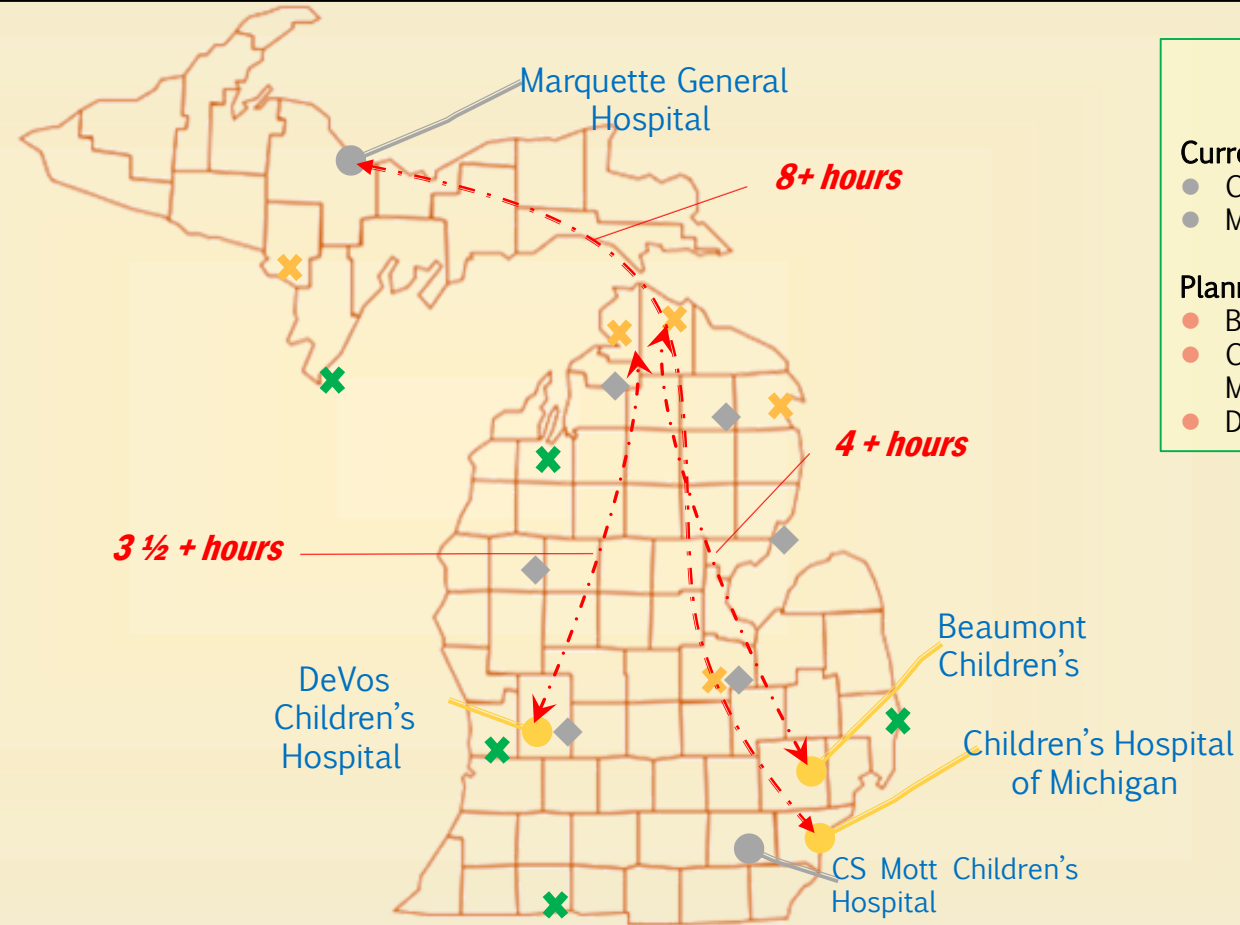 Marquette General
Hospital
8+ hours
4 + hours
3 ½ + hours
DeVos
Children's
Hospital
Beaumont
Children's
Children's Hospital
of Michigan
CS Mott Children's
Hospital